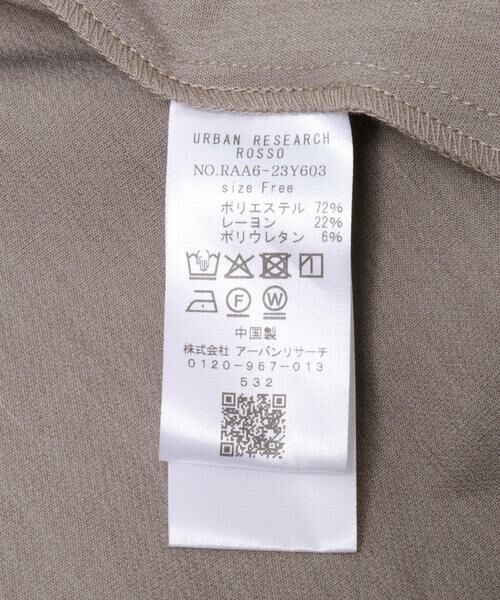 URBAN RESEARCH
ROSSO
NO.RAA6-23Y603
size Free
ポリエステル 72%
レーヨン 22%
ポリウレタン 6%
F W
中国製
株式会社 アーバンリサーチ
0120-967-013
532